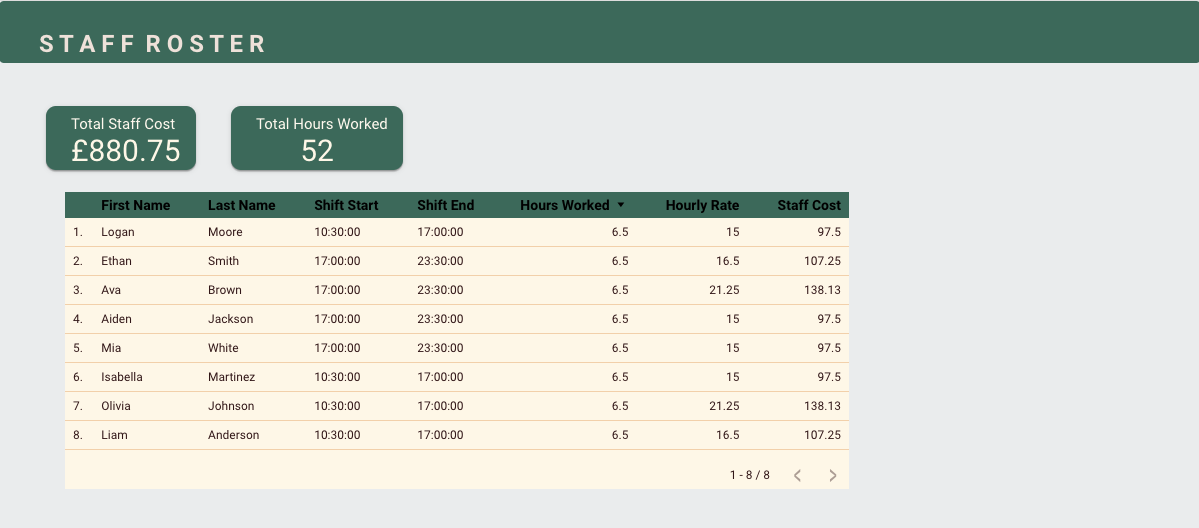 STAFF ROSTER
Total Staff Cost Total Hours Worked
£880.75 52
First Name Last Name Shift Start Shift End Hours Worked Hourly Rate Staff Cost
1. Logan Moore 10:30:00 17:00:00 6.5 15 97.5
2. Ethan Smith 17:00:00 23:30:00 6.5 16.5 107.25
3. Ava Brown 17:00:00 23:30:00 6.5 21.25 138.13
4. Aiden Jackson 17:00:00 23:30:00 6.5 15 97.5
5. Mia White 17:00:00 23:30:00 6.5 15 97.5
6. Isabella Martinez 10:30:00 17:00:00 6.5 15 97.5
7. Olivia Johnson 10:30:00 17:00:00 6.5 21.25 138.13
8. Liam Anderson 10:30:00 17:00:00 6.5 16.5 107.25
1 - 8 / 8